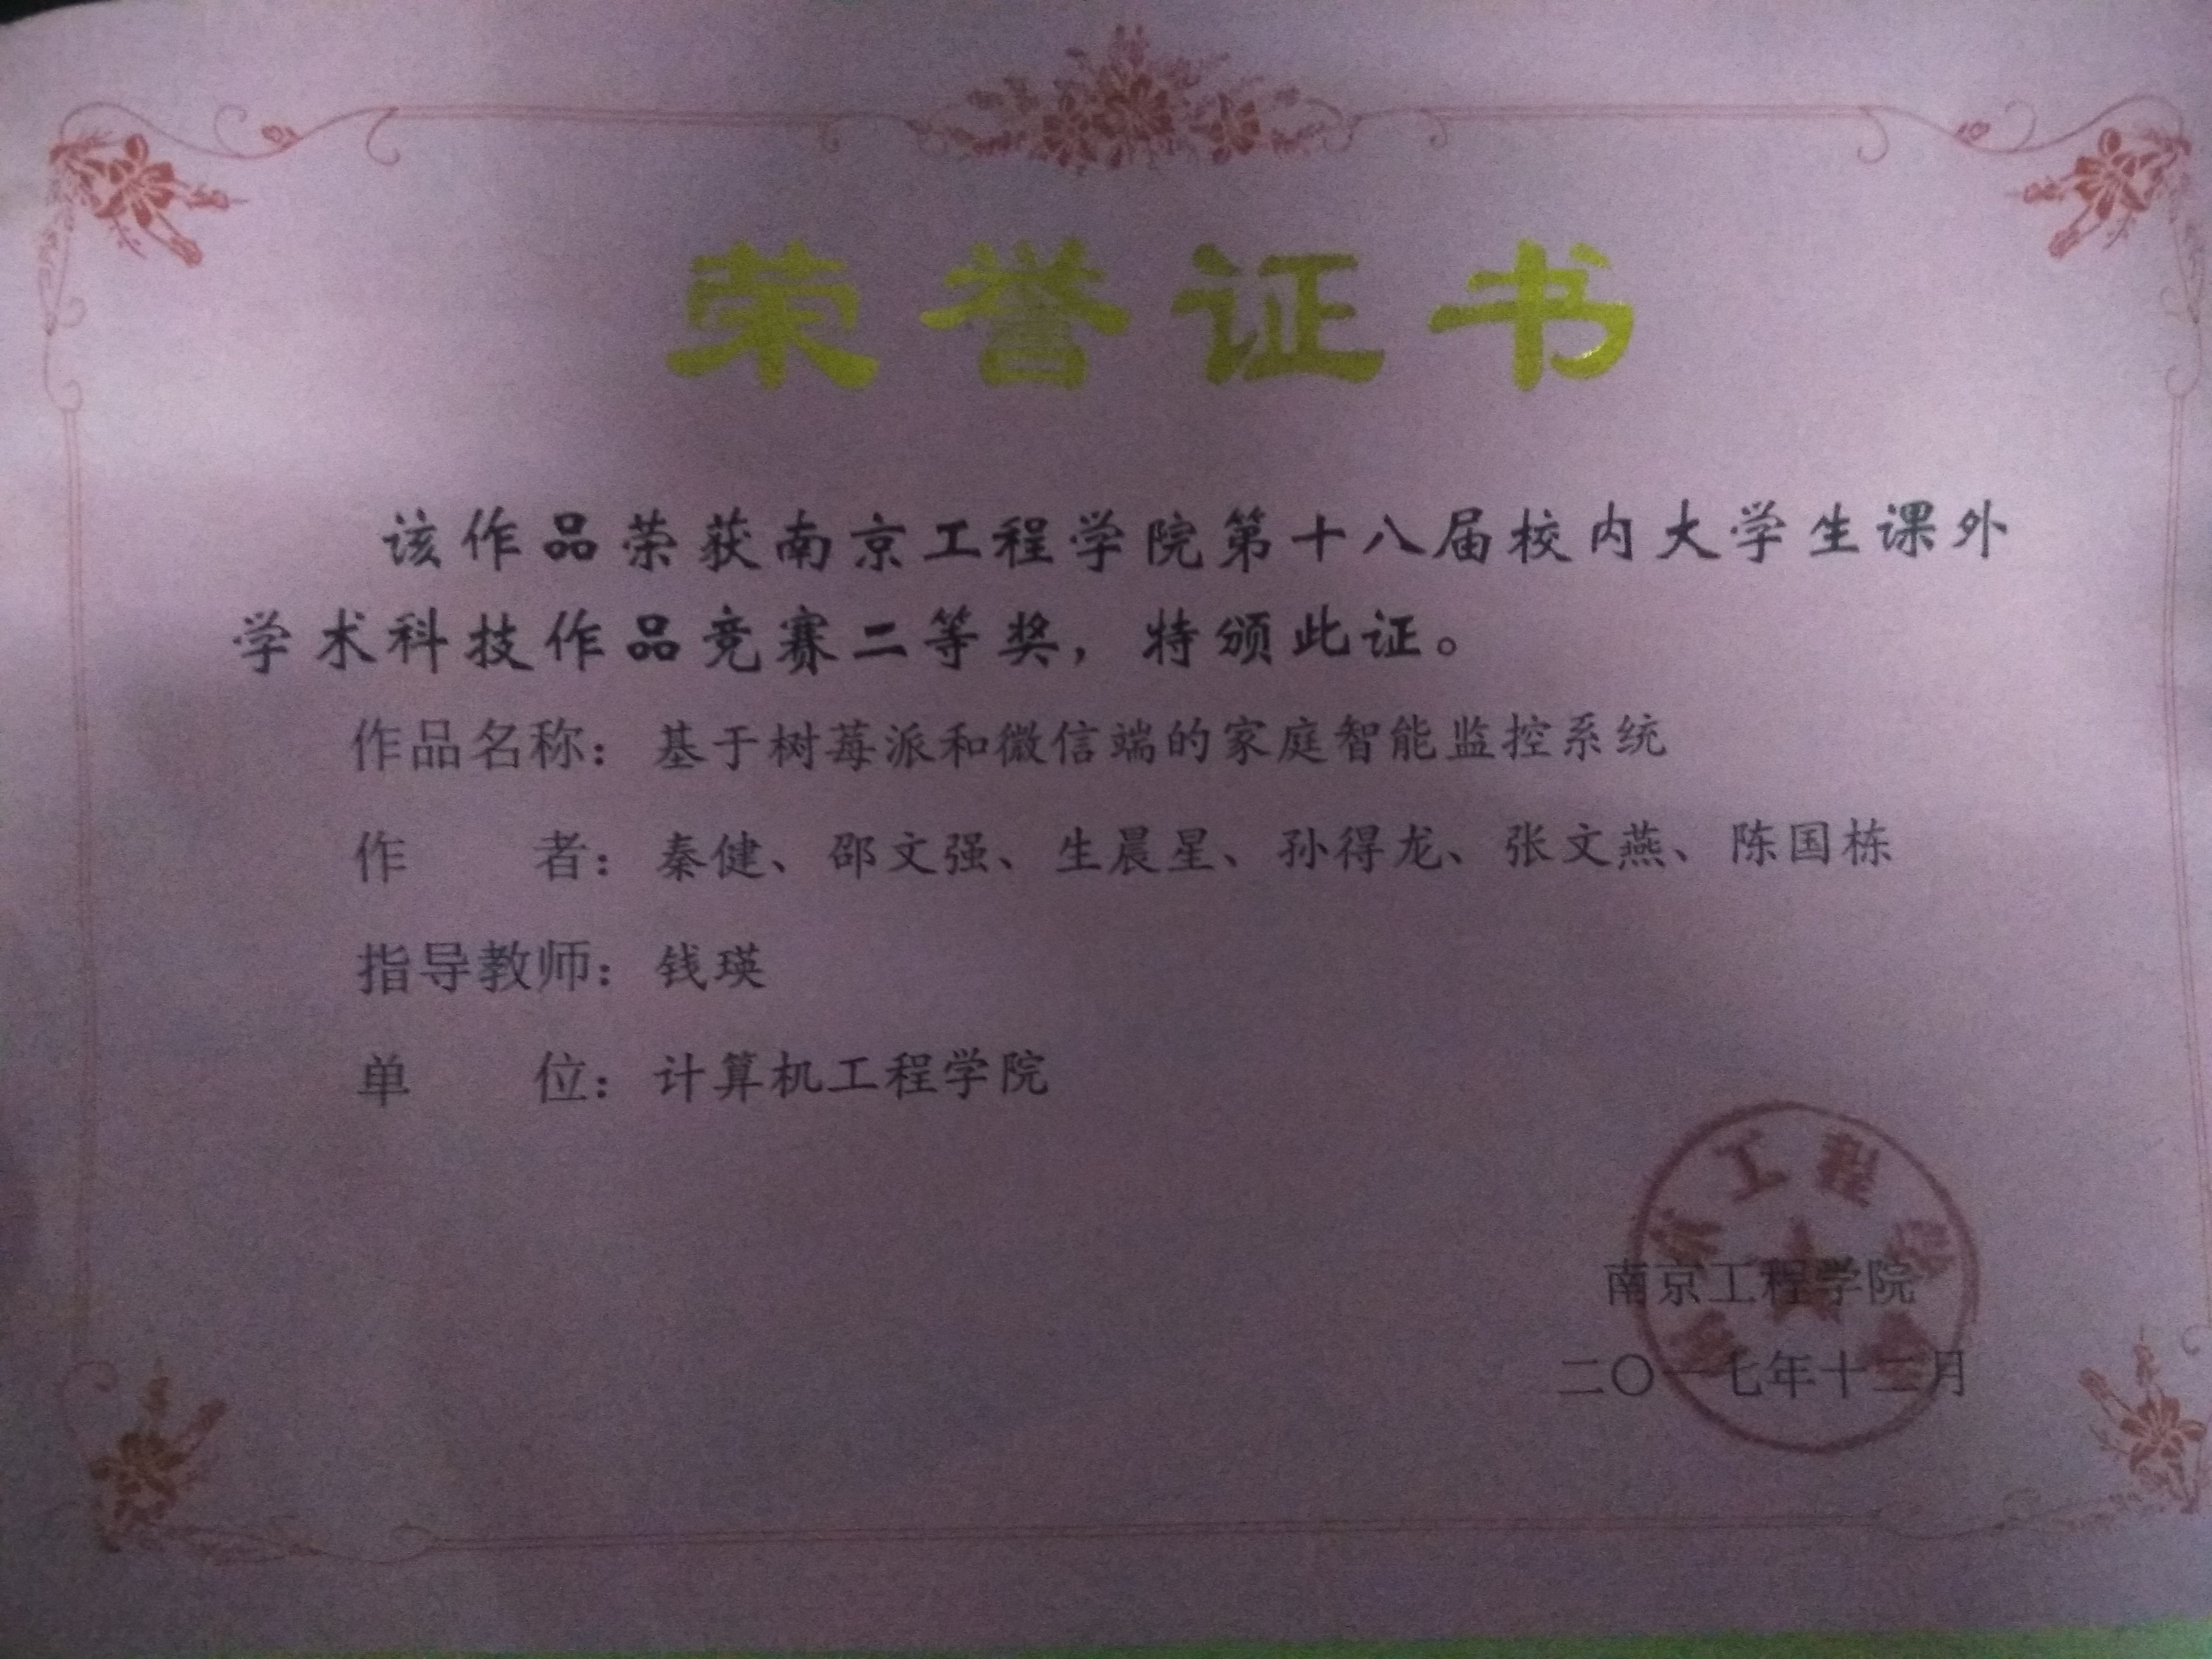 荣誉证书
该作品荣获南京工程学院第十八届校内大学生课外
学术科技作品竞赛二等奖，特颁此证。
作品名称：基于树莓派和微信端的家庭智能监控系统
作　　者：秦健、邵文强、生晨星、孙得龙、张文燕、陈国栋
指导教师：钱瑛
单　　位：计算机工程学院
工程
南京工程学院
二〇一七年十二月